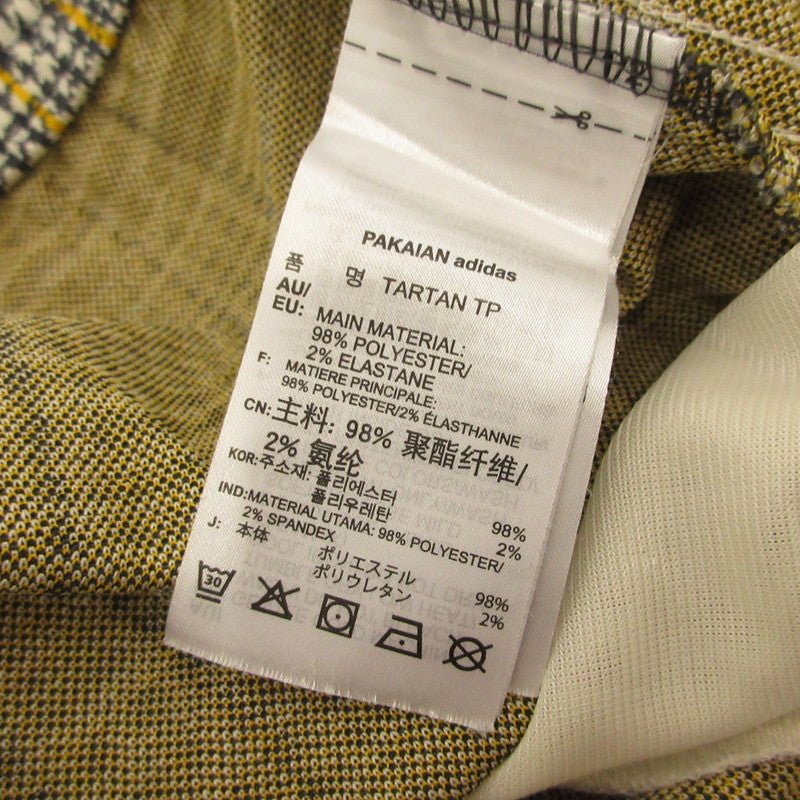 PAKAIAN adidas
품 명 TARTAN TP
AU/
EU: MAIN MATERIAL:
98% POLYESTER/
2% ELASTANE
F: MATIERE PRINCIPALE:
98% POLYESTER/2% ÉLASTHANNE
CN: 主料: 98% 聚酯纤维/
2% 氨纶
KOR: 주소재: 폴리에스터 98%
폴리우레탄 2%
IND: MATERIAL UTAMA: 98% POLYESTER/
2% SPANDEX
J: 本体 ポリエステル 98%
ポリウレタン 2%
30